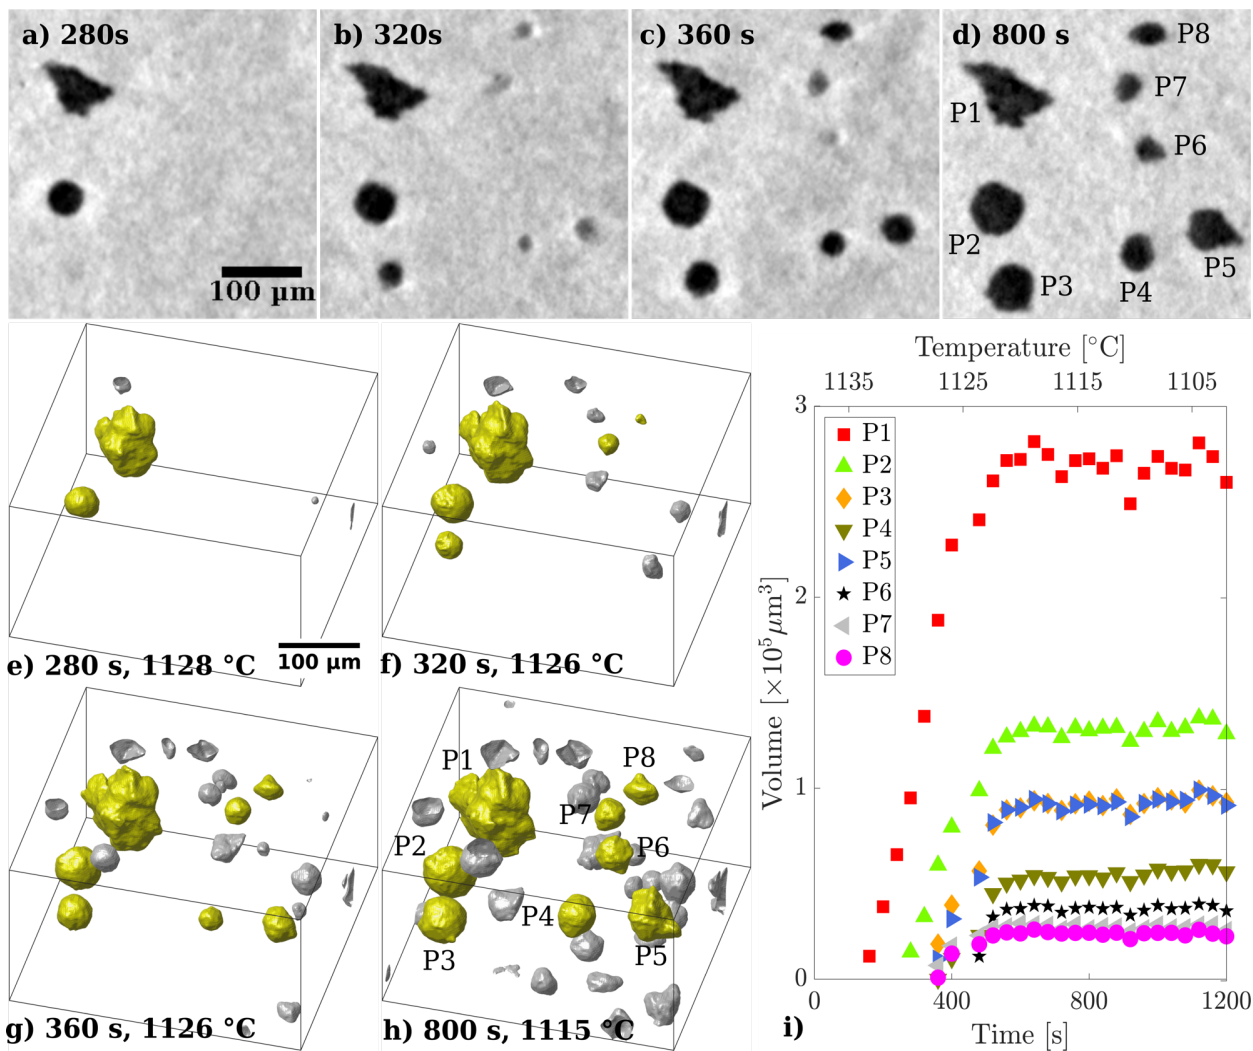 a) 280s
b) 320s
c) 360 s
d) 800 s
P8
P7
P1
P6
P2
P5
P3
P4
100 µm
e) 280 s, 1128 °C
100 µm
f) 320 s, 1126 °C
g) 360 s, 1126 °C
P1
P8
P7
P2
P6
P4
P3
P5
h) 800 s, 1115 °C
Temperature [°C]
1135 1125 1115 1105
3
2
1
0
Volume [×10⁵ µm³]
P1
P2
P3
P4
P5
P6
P7
P8
0 400 800 1200
Time [s]
i)